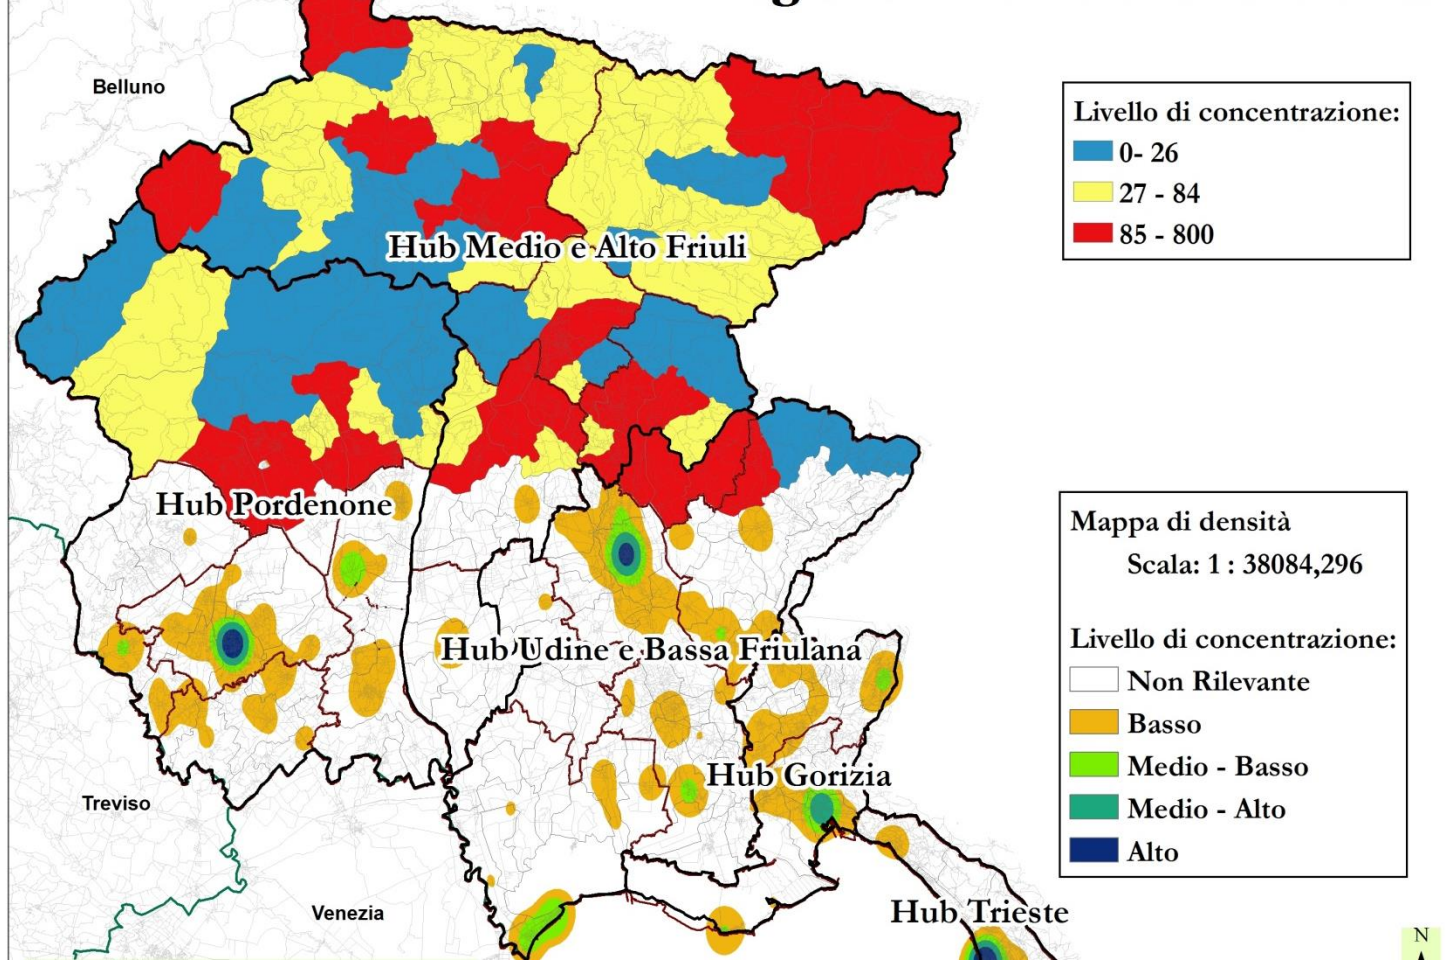 Belluno
Livello di concentrazione:
0- 26
27 - 84
85 - 800
Hub Medio e Alto Friuli
Hub Pordenone
Mappa di densità
Scala: 1 : 38084,296
Hub Udine e Bassa Friulana
Livello di concentrazione:
Non Rilevante
Basso
Medio - Basso
Medio - Alto
Alto
Hub Gorizia
Treviso
Venezia
Hub Trieste
N